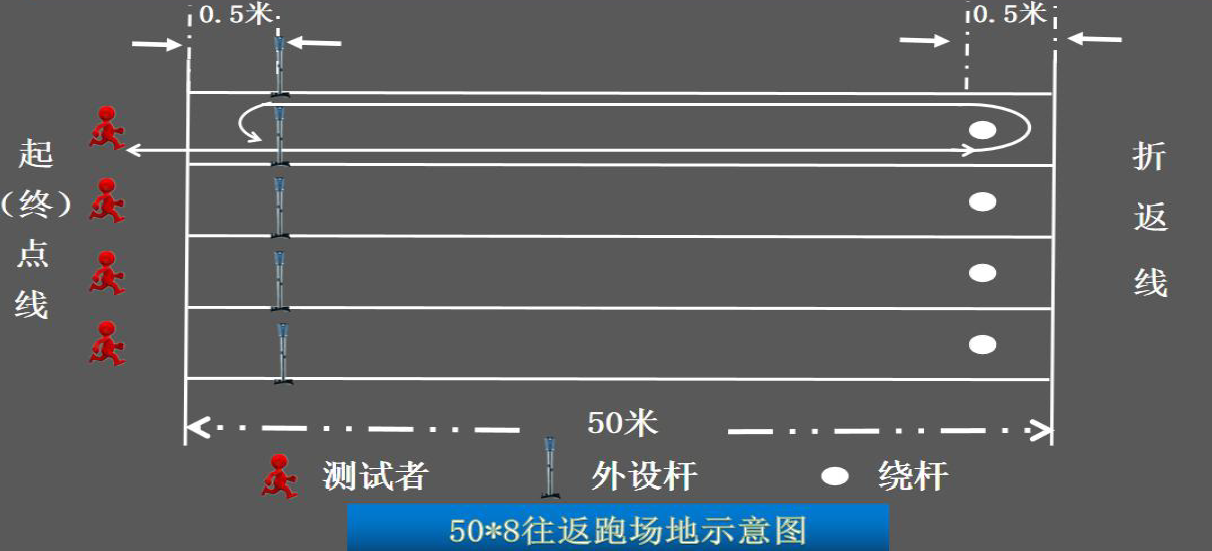 0.5米
0.5米
起
（终）
点
线
折
返
线
50米
测试者
外设杆
绕杆
50*8往返跑场地示意图